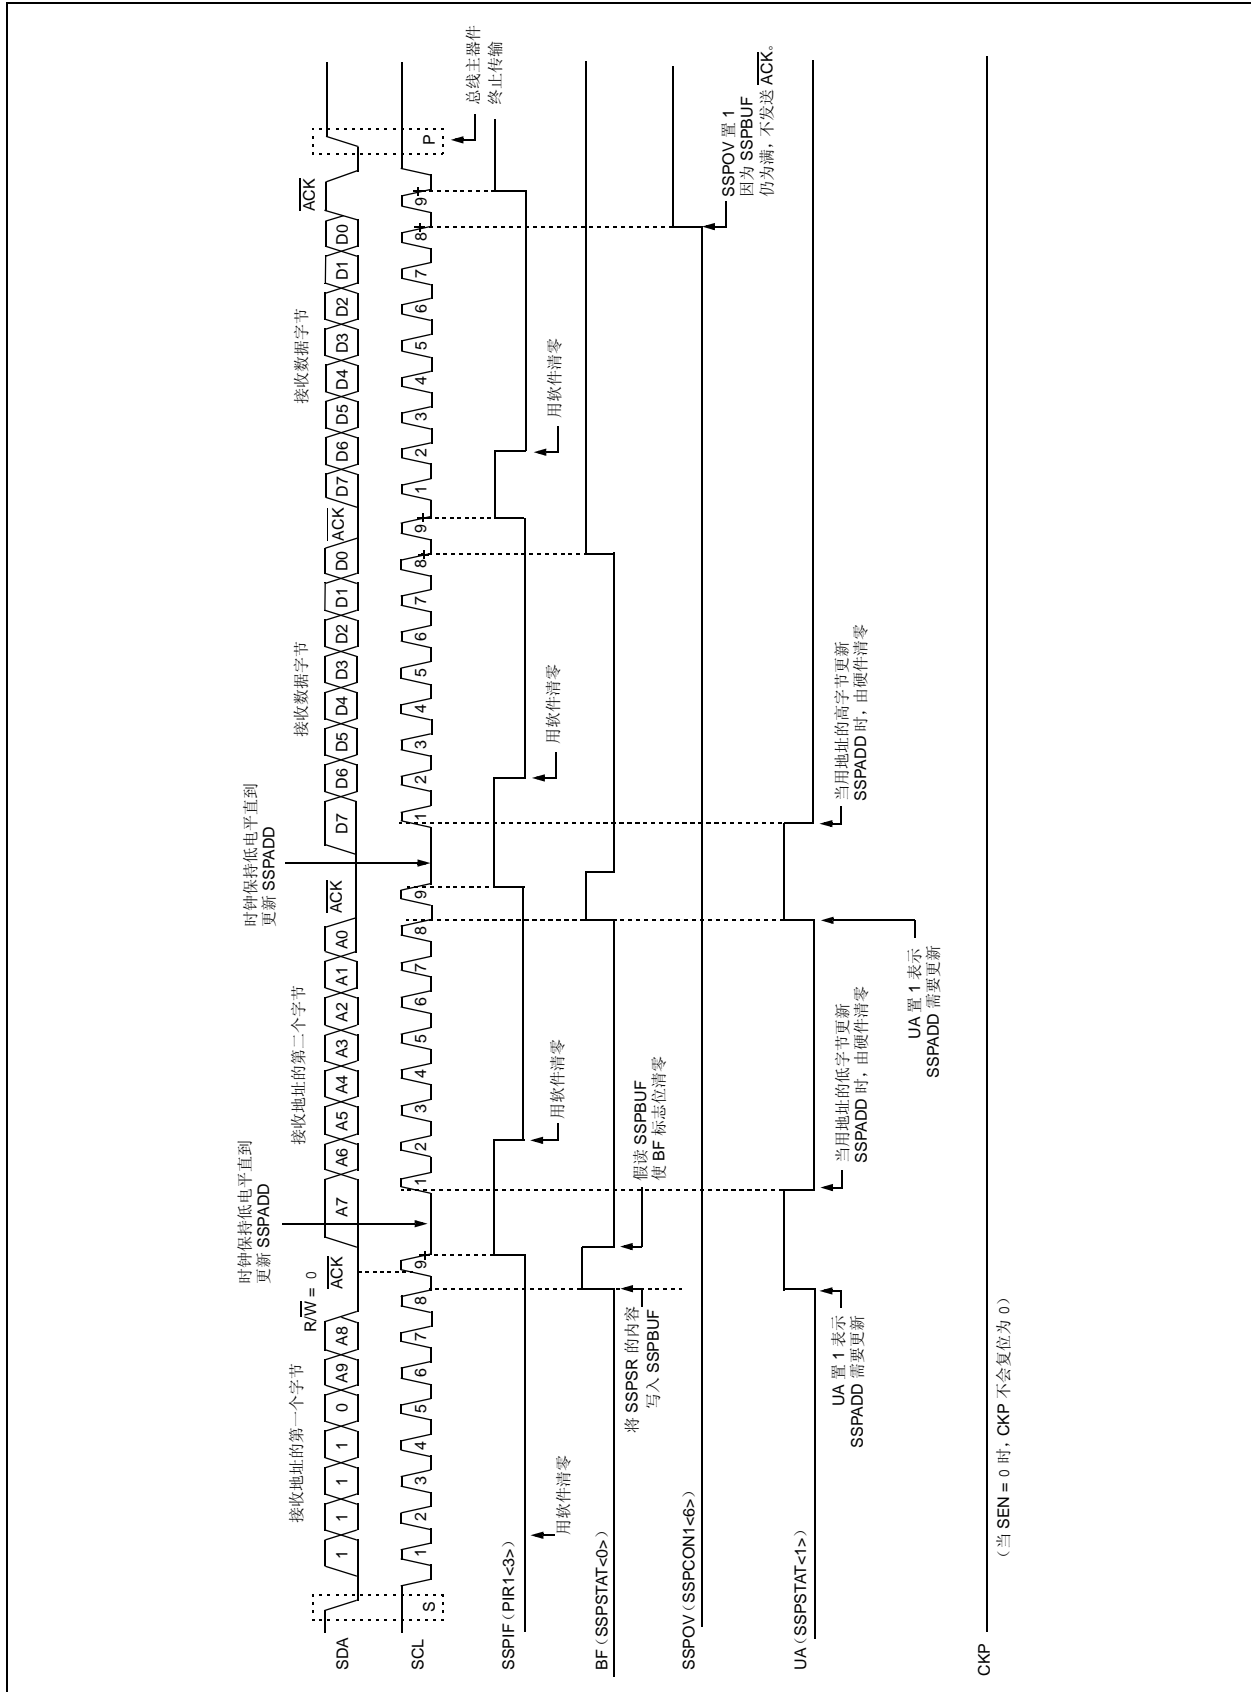 接收地址的第一个字节
R/W = 0
ACK
时钟保持低电平直到
更新 SSPADD
接收地址的第二个字节
ACK
时钟保持低电平直到
更新 SSPADD
接收数据字节
ACK
接收数据字节
ACK
SDA
1 1 1 1 0 A9 A8 A7 A6 A5 A4 A3 A2 A1 A0 D7 D6 D5 D4 D3 D2 D1 D0 D7 D6 D5 D4 D3 D2 D1 D0
SCL
S 1 2 3 4 5 6 7 8 9 1 2 3 4 5 6 7 8 9 1 2 3 4 5 6 7 8 9 1 2 3 4 5 6 7 8 9 P
总线主器件
终止传输
SSPIF（PIR1<3>）
用软件清零
用软件清零
用软件清零
用软件清零
BF（SSPSTAT<0>）
将 SSPSR 的内容
写入 SSPBUF
假读 SSPBUF
使 BF 标志位清零
SSPOV（SSPCON1<6>）
SSPOV 置 1
因为 SSPBUF
仍为满，不发送 ACK。
UA（SSPSTAT<1>）
UA 置 1 表示
SSPADD 需要更新
当用地址的低字节更新
SSPADD 时，由硬件清零
UA 置 1 表示
SSPADD 需要更新
当用地址的高字节更新
SSPADD 时，由硬件清零
CKP
（当 SEN = 0 时，CKP 不会复位为 0）